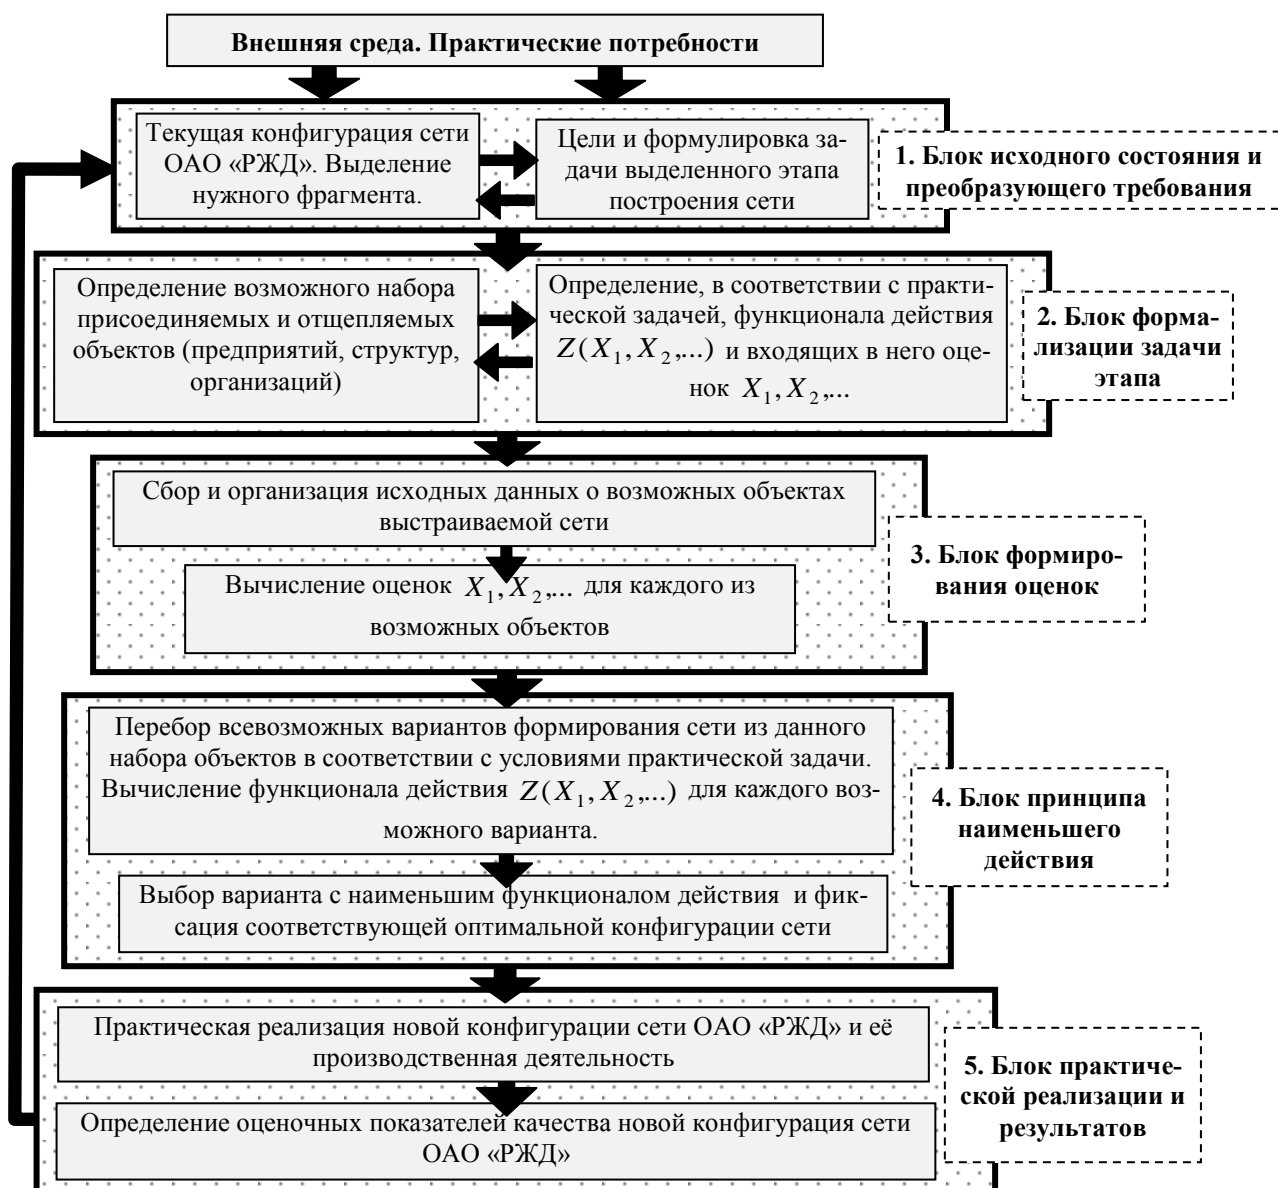 Внешняя среда. Практические потребности
Текущая конфигурация сети
ОАО «РЖД». Выделение
нужного фрагмента.
Цели и формулировка за-
дачи выделенного этапа
построения сети
1. Блок исходного состояния и
преобразующего требования
Определение возможного набора
присоединяемых и отщепляемых
объектов (предприятий, структур,
организаций)
Определение, в соответствии с практи-
ческой задачей, функционала действия
Z(X₁,X₂,...) и входящих в него оце-
нок X₁,X₂,...
2. Блок форма-
лизации задачи
этапа
Сбор и организация исходных данных о возможных объектах
выстраиваемой сети
Вычисление оценок X₁,X₂,... для каждого из
возможных объектов
3. Блок формиро-
вания оценок
Перебор всевозможных вариантов формирования сети из данного
набора объектов в соответствии с условиями практической задачи.
Вычисление функционала действия Z(X₁,X₂,...) для каждого воз-
можного варианта.
Выбор варианта с наименьшим функционалом действия и фик-
сация соответствующей оптимальной конфигурации сети
4. Блок принципа
наименьшего
действия
Практическая реализация новой конфигурации сети ОАО «РЖД» и её
производственная деятельность
Определение оценочных показателей качества новой конфигурация сети
ОАО «РЖД»
5. Блок практиче-
ской реализации и
результатов